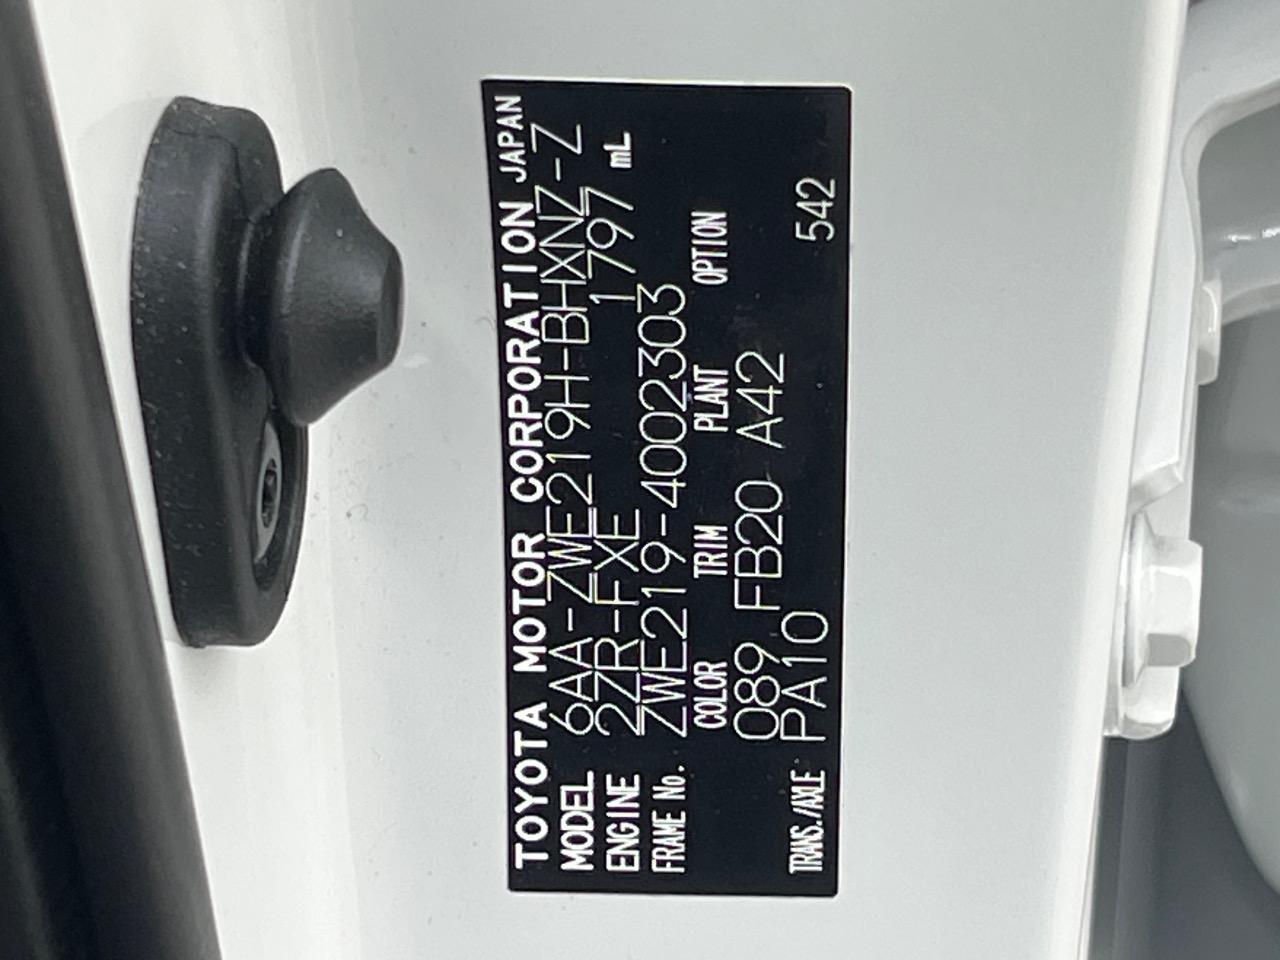 TOYOTA MOTOR CORPORATION JAPAN
MODEL 6AA-ZWE219H-BHXNZ-Z
ENGINE 2ZR-FXE 1797 mL
FRAME No. ZWE219-4002303
COLOR TRIM PLANT OPTION
089 FB20 A42
TRANS./AXLE PA10 542